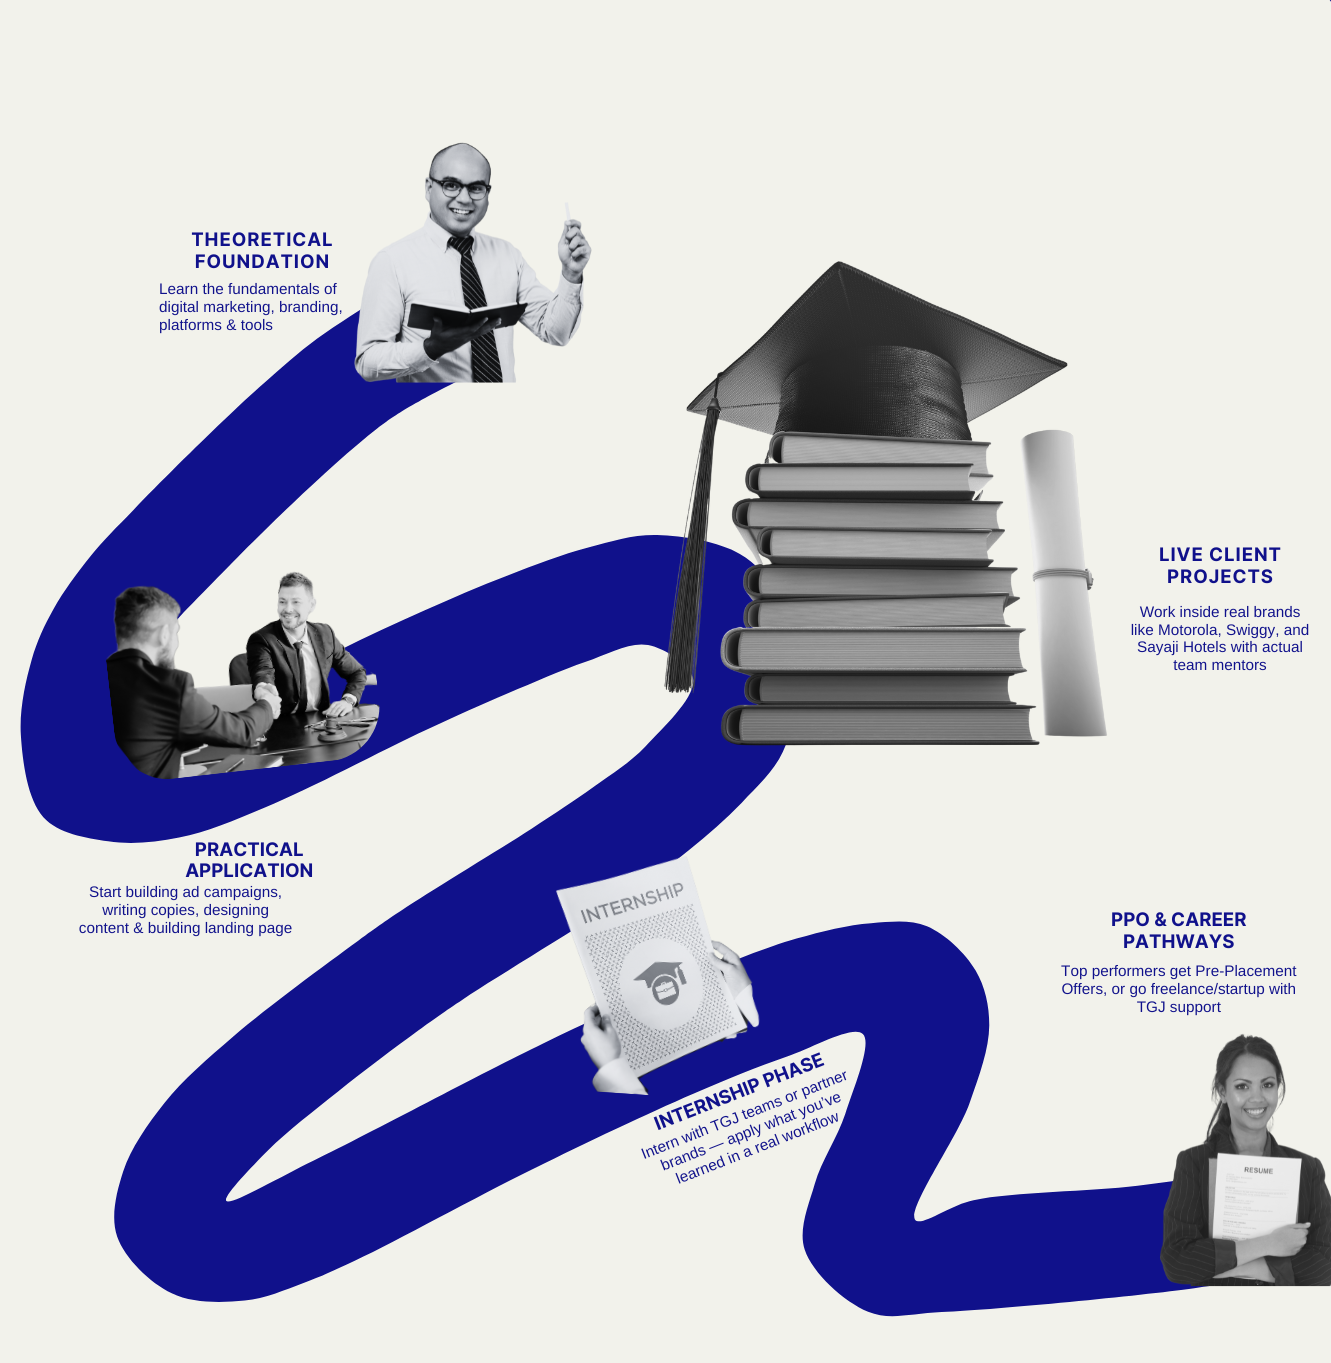 THEORETICAL
FOUNDATION
Learn the fundamentals of
digital marketing, branding,
platforms & tools
LIVE CLIENT
PROJECTS
Work inside real brands
like Motorola, Swiggy, and
Sayaji Hotels with actual
team mentors
PRACTICAL
APPLICATION
Start building ad campaigns,
writing copies, designing
content & building landing page
INTERNSHIP
INTERNSHIP PHASE
Intern with TGJ teams or partner
brands — apply what you've
learned in a real workflow
PPO & CAREER
PATHWAYS
Top performers get Pre-Placement
Offers, or go freelance/startup with
TGJ support
RESUME